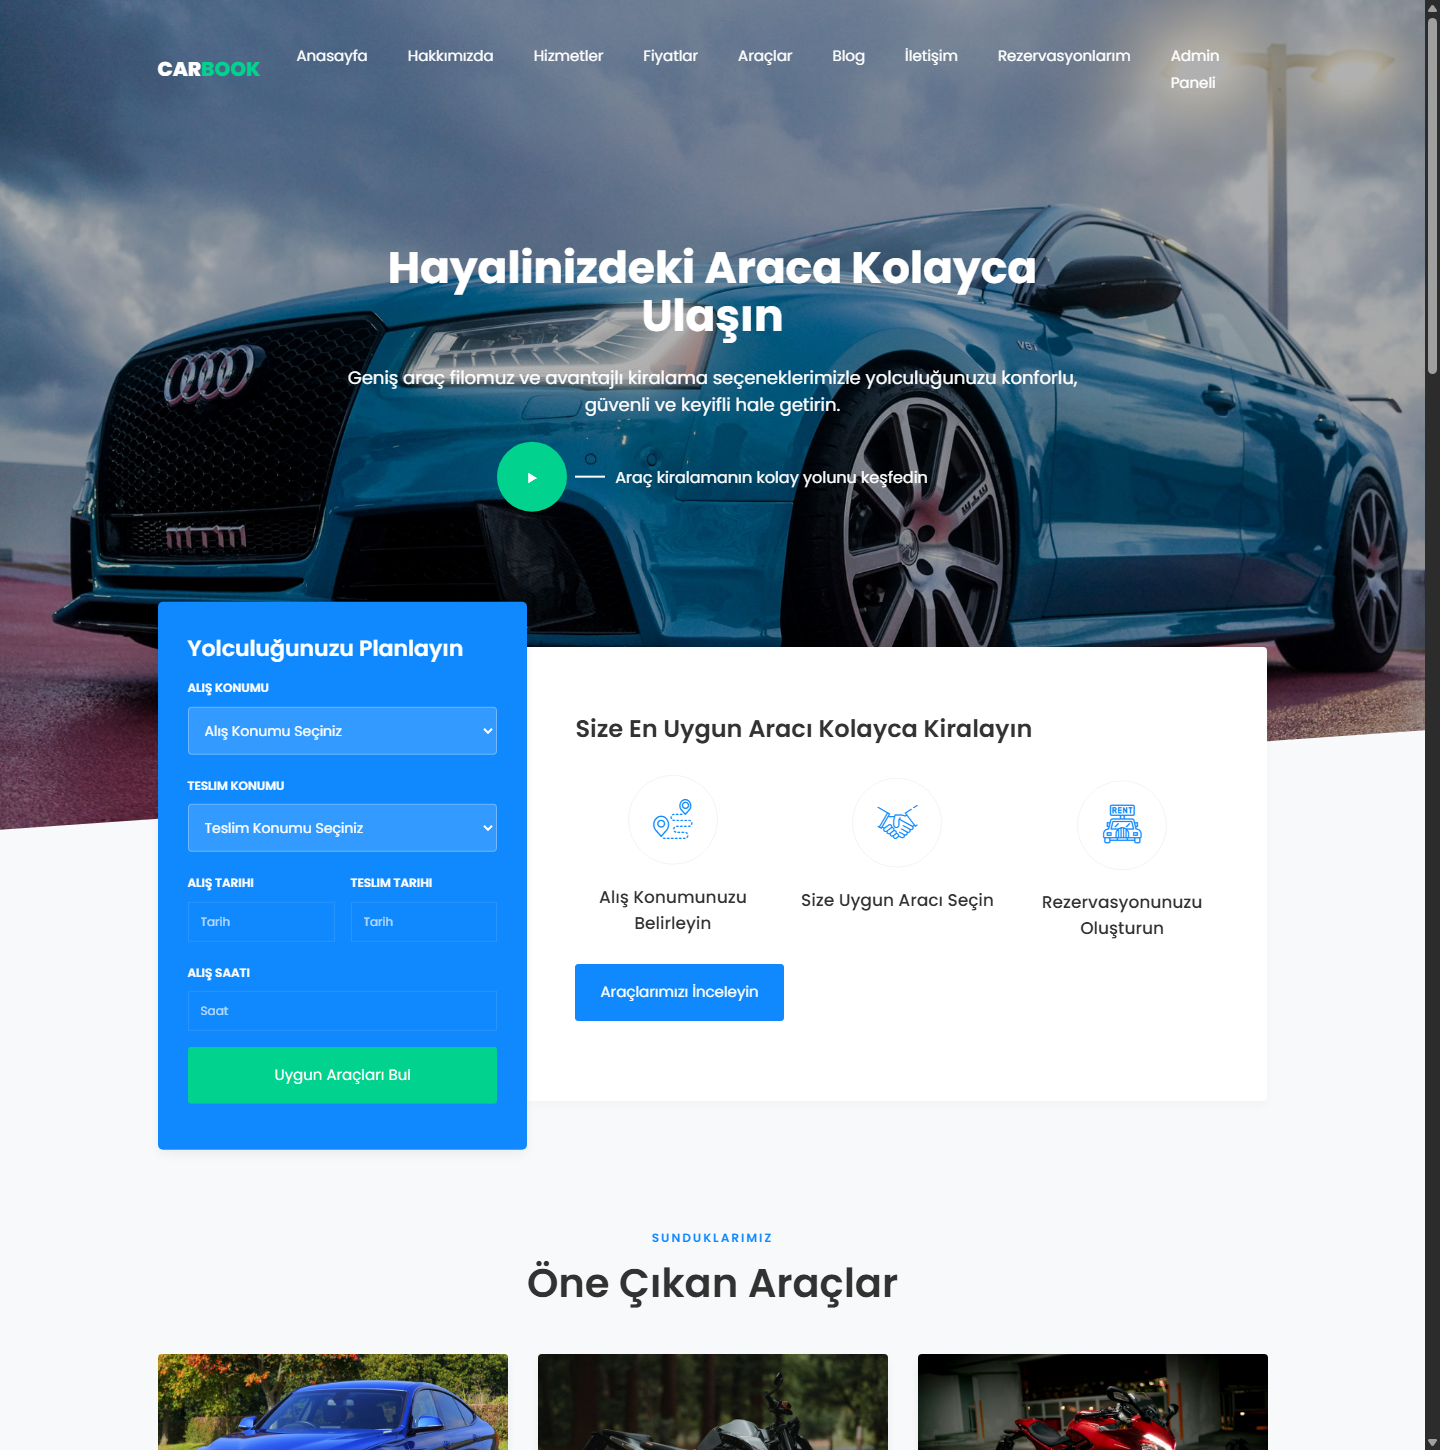 CARBOOK
Anasayfa
Hakkımızda
Hizmetler
Fiyatlar
Araçlar
Blog
İletişim
Rezervasyonlarım
Admin
Paneli
Hayalinizdeki Araca Kolayca
Ulaşın
Geniş araç filomuz ve avantajlı kiralama seçeneklerimizle yolculuğunuzu konforlu,
güvenli ve keyifli hale getirin.
Araç kiralamanın kolay yolunu keşfedin
Yolculuğunuzu Planlayın
ALIŞ KONUMU
Alış Konumu Seçiniz
TESLIM KONUMU
Teslim Konumu Seçiniz
ALIŞ TARIHI
TESLIM TARIHI
Tarih
Tarih
ALIŞ SAATI
Saat
Uygun Araçları Bul
Size En Uygun Aracı Kolayca Kiralayın
RENT
Alış Konumunuzu
Belirleyin
Size Uygun Aracı Seçin
Rezervasyonunuzu
Oluşturun
Araçlarımızı İnceleyin
SUNDUKLARIMIZ
Öne Çıkan Araçlar